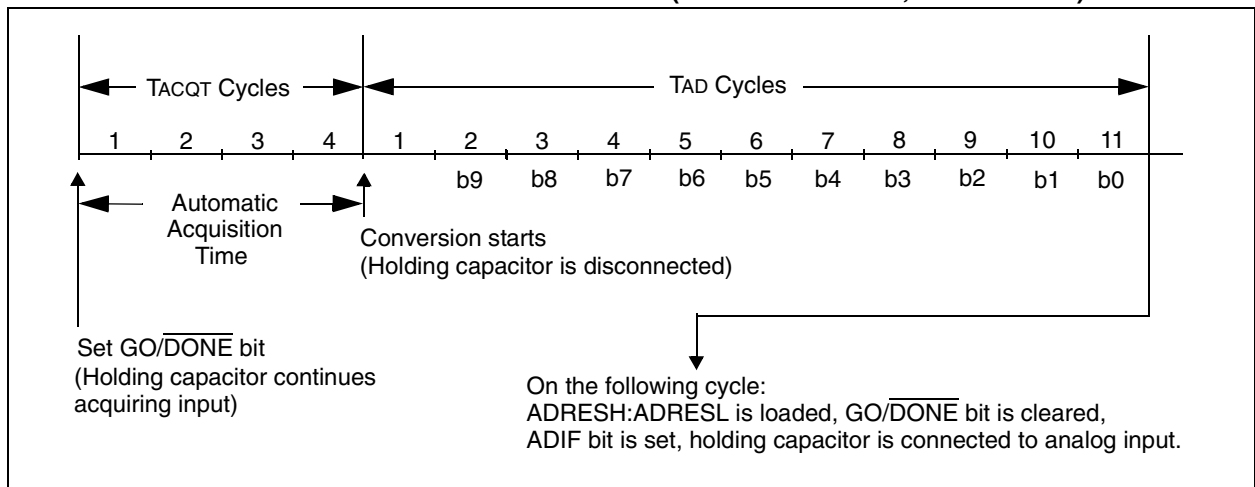 TACQT Cycles
TAD Cycles
1 2 3 4 1 2 3 4 5 6 7 8 9 10 11
b9 b8 b7 b6 b5 b4 b3 b2 b1 b0
Automatic
Acquisition
Time
Conversion starts
(Holding capacitor is disconnected)
Set GO/DONE bit
(Holding capacitor continues
acquiring input)
On the following cycle:
ADRESH:ADRESL is loaded, GO/DONE bit is cleared,
ADIF bit is set, holding capacitor is connected to analog input.